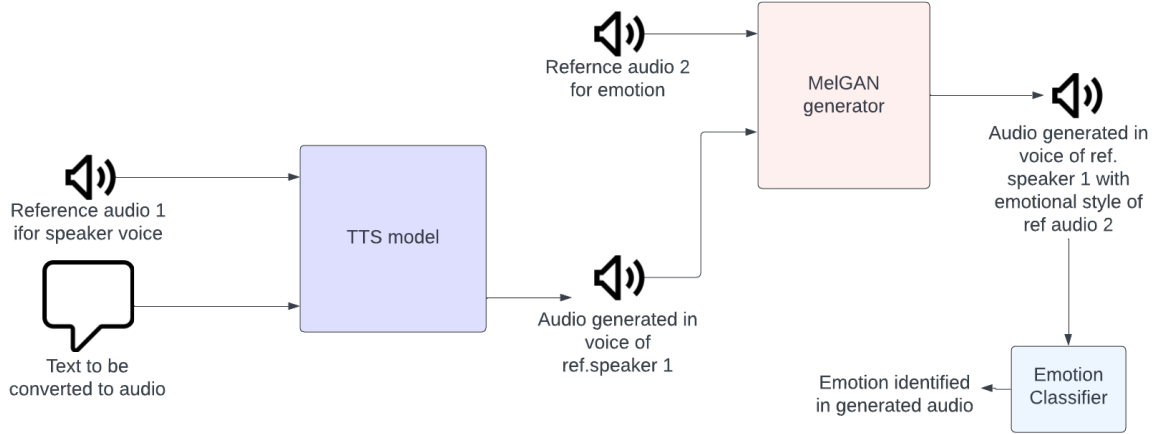 Refernce audio 2
for emotion
MelGAN
generator
Audio generated in
voice of ref.
speaker 1 with
emotional style of
ref audio 2
Reference audio 1
ifor speaker voice
TTS model
Text to be
converted to audio
Audio generated in
voice of
ref.speaker 1
Emotion
Classifier
Emotion identified
in generated audio